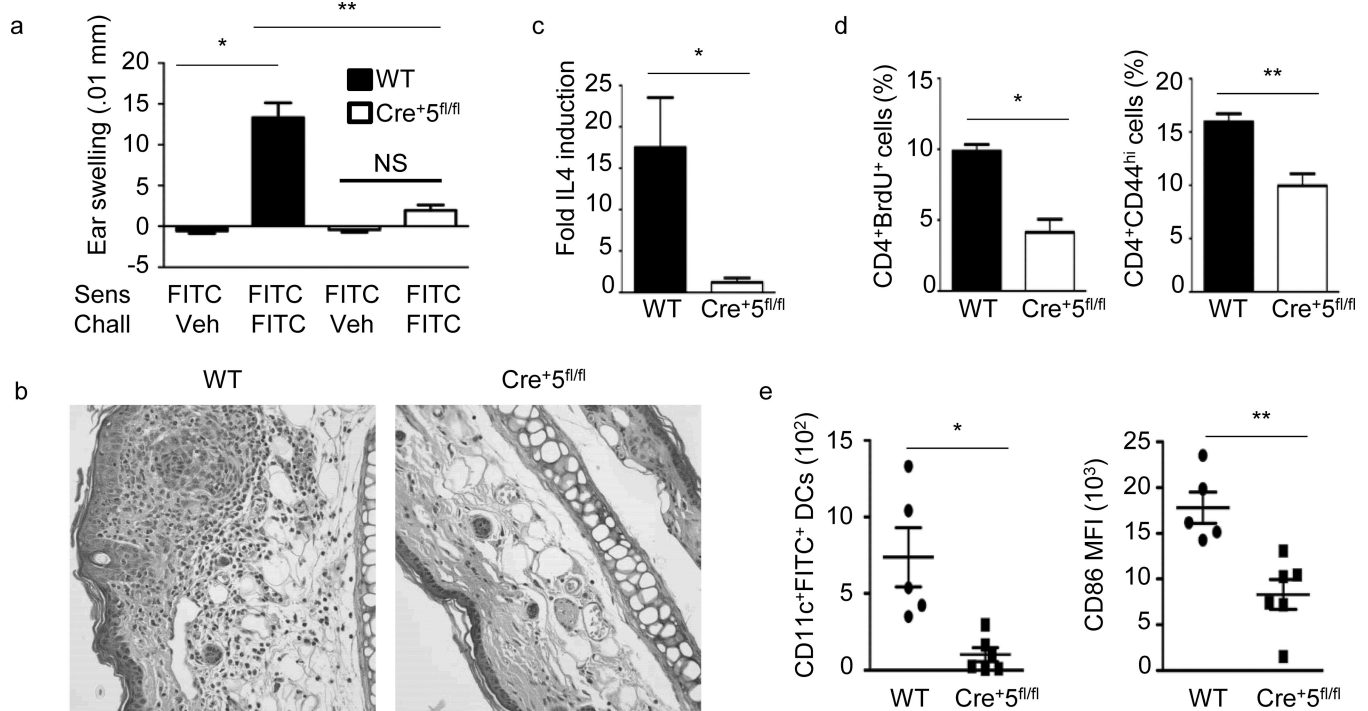 a
**
*
Ear swelling (.01 mm)
20
15
10
5
0
-5
WT
Cre⁺5ᶠˡ/ᶠˡ
NS
Sens FITC FITC FITC FITC
Chall Veh FITC Veh FITC
b
WT Cre⁺5ᶠˡ/ᶠˡ
c
*
Fold IL4 induction
25
20
15
10
5
0
WT Cre⁺5ᶠˡ/ᶠˡ
d
CD4⁺BrdU⁺ cells (%)
15
10
5
0
*
WT Cre⁺5ᶠˡ/ᶠˡ
CD4⁺CD44ʰⁱ cells (%)
20
15
10
5
0
**
WT Cre⁺5ᶠˡ/ᶠˡ
e
CD11c⁺FITC⁺ DCs (10²)
15
10
5
0
*
WT Cre⁺5ᶠˡ/ᶠˡ
CD86 MFI (10³)
25
20
15
10
5
0
**
WT Cre⁺5ᶠˡ/ᶠˡ